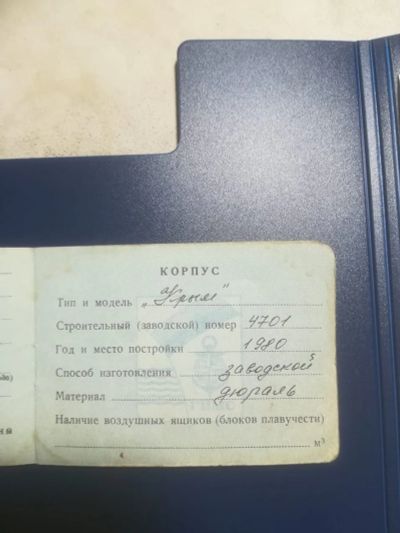 КОРПУС
Тип и модель „Крым"
Строительный (заводской) номер 4701
Год и место постройки 1980
Способ изготовления заводской
Материал дюраль
Наличие воздушных ящиков (блоков плавучести)
м³